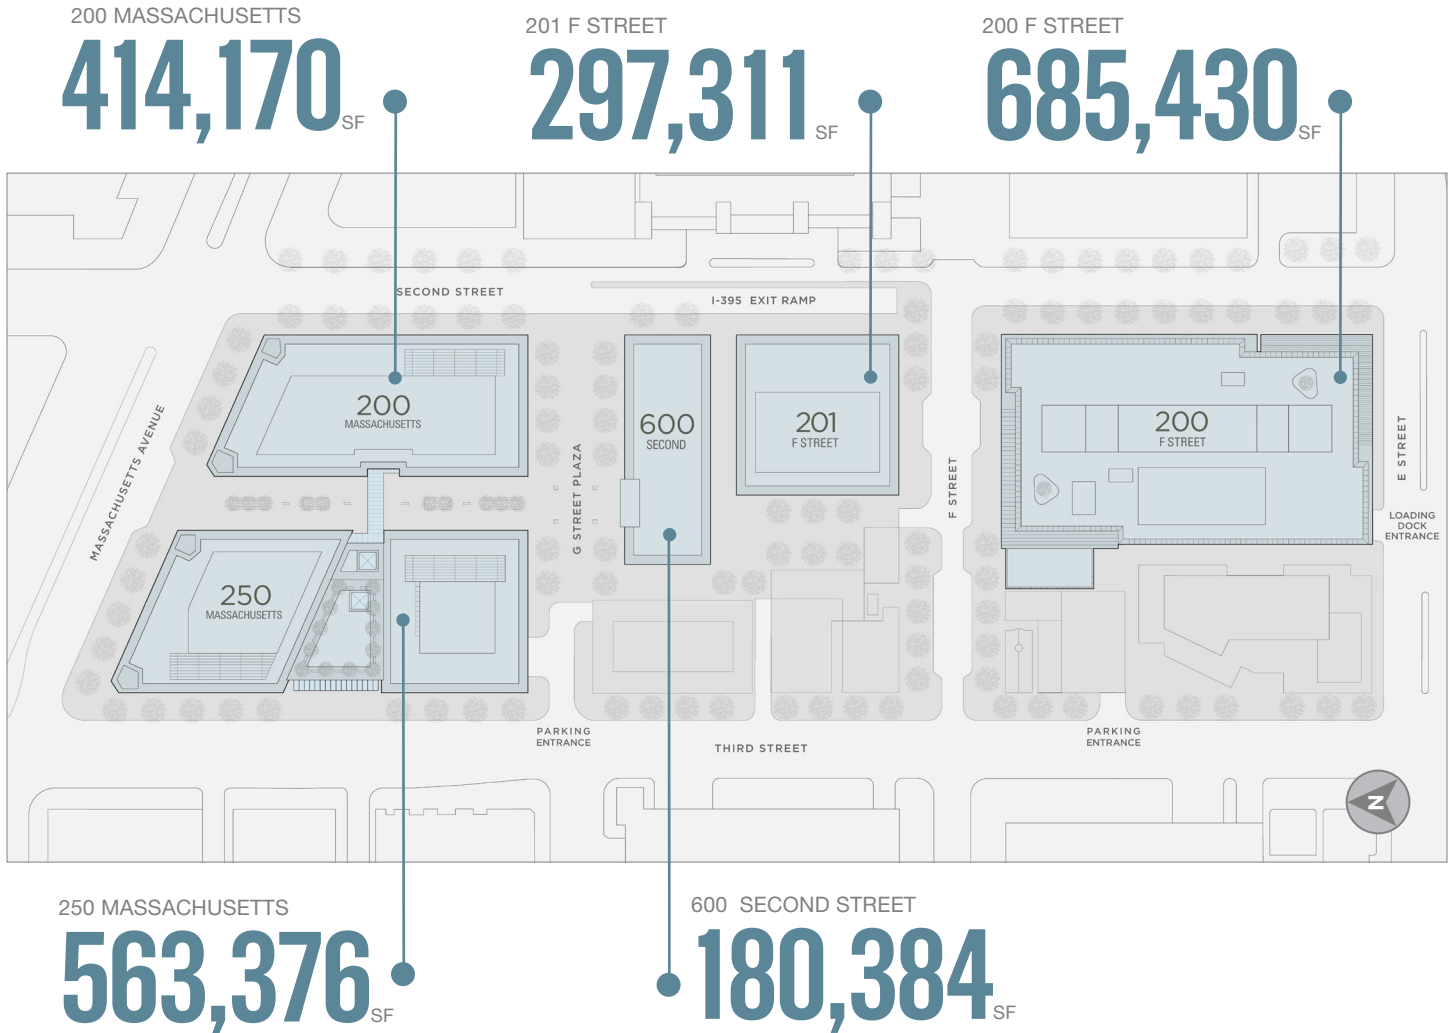 200 MASSACHUSETTS
414,170 SF
201 F STREET
297,311 SF
200 F STREET
685,430 SF
SECOND STREET
I-395 EXIT RAMP
MASSACHUSETTS AVENUE
200
MASSACHUSETTS
G STREET PLAZA
600
SECOND
201
F STREET
F STREET
200
F STREET
E STREET
LOADING
DOCK
ENTRANCE
250
MASSACHUSETTS
PARKING
ENTRANCE
THIRD STREET
PARKING
ENTRANCE
N
250 MASSACHUSETTS
563,376 SF
600 SECOND STREET
180,384 SF